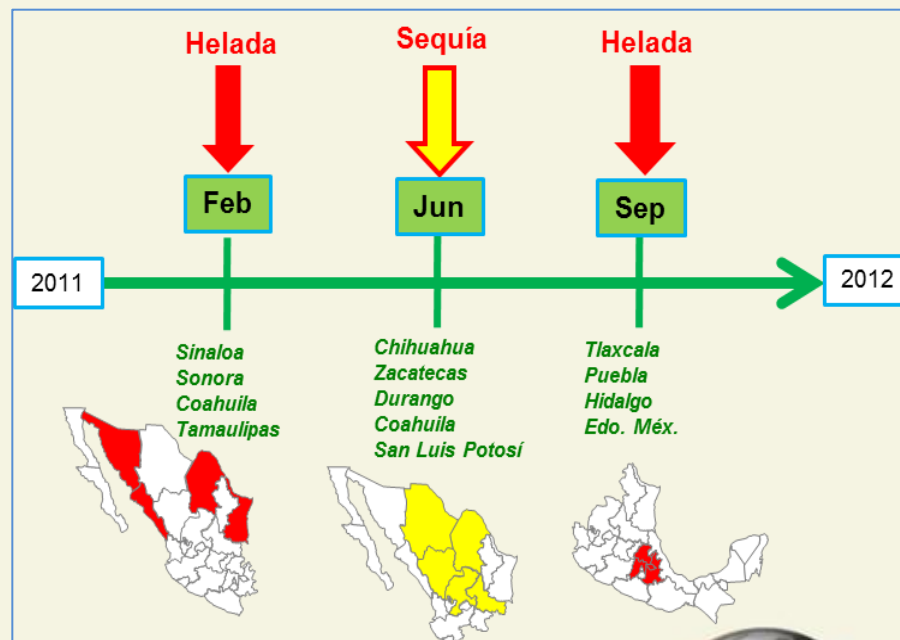 Helada
Sequía
Helada
Feb
Jun
Sep
2011
2012
Sinaloa
Sonora
Coahuila
Tamaulipas
Chihuahua
Zacatecas
Durango
Coahuila
San Luis Potosí
Tlaxcala
Puebla
Hidalgo
Edo. Méx.